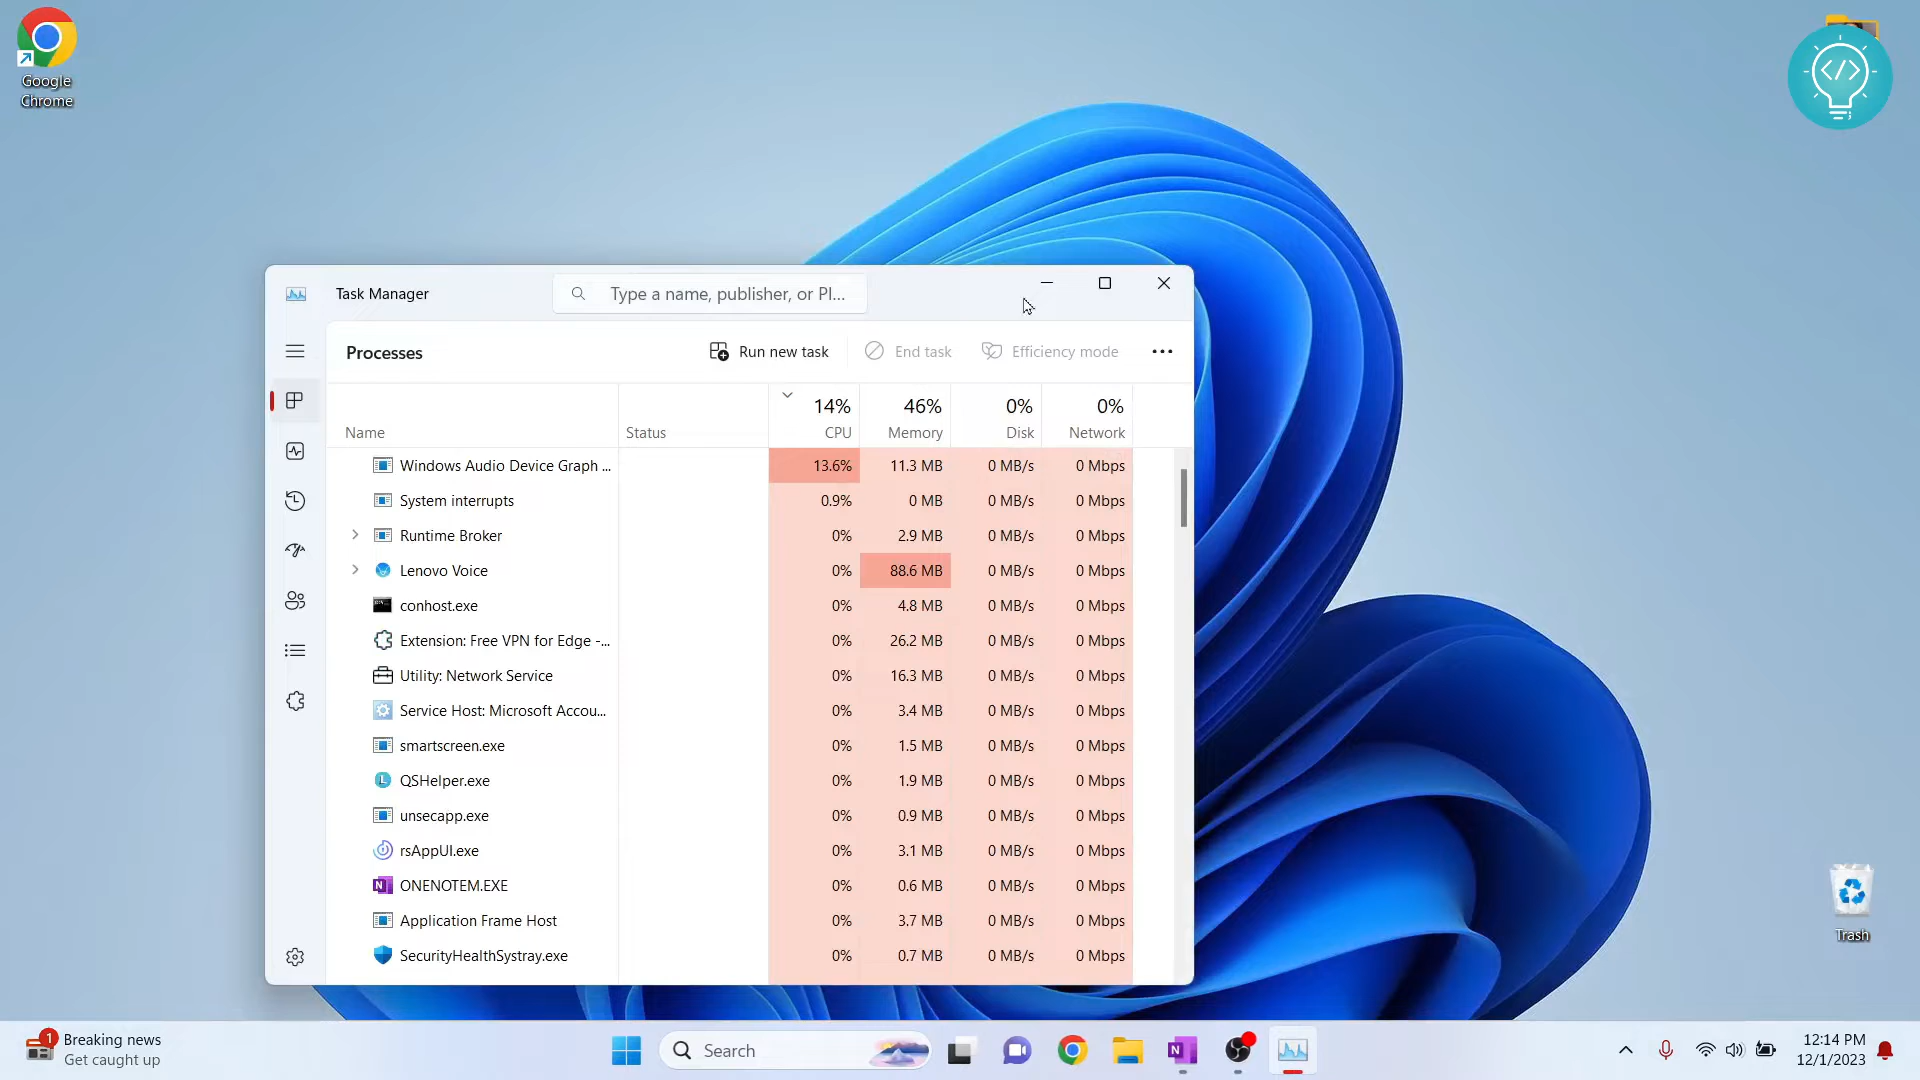 Google
Chrome
</>
Task Manager
Type a name, publisher, or PI...
Processes
Run new task
End task
Efficiency mode
14% 46% 0% 0%
Name Status CPU Memory Disk Network
Windows Audio Device Graph ... 13.6% 11.3 MB 0 MB/s 0 Mbps
System interrupts 0.9% 0 MB 0 MB/s 0 Mbps
Runtime Broker 0% 2.9 MB 0 MB/s 0 Mbps
Lenovo Voice 0% 88.6 MB 0 MB/s 0 Mbps
conhost.exe 0% 4.8 MB 0 MB/s 0 Mbps
Extension: Free VPN for Edge -... 0% 26.2 MB 0 MB/s 0 Mbps
Utility: Network Service 0% 16.3 MB 0 MB/s 0 Mbps
Service Host: Microsoft Accou... 0% 3.4 MB 0 MB/s 0 Mbps
smartscreen.exe 0% 1.5 MB 0 MB/s 0 Mbps
QSHelper.exe 0% 1.9 MB 0 MB/s 0 Mbps
unsecapp.exe 0% 0.9 MB 0 MB/s 0 Mbps
rsAppUI.exe 0% 3.1 MB 0 MB/s 0 Mbps
ONENOTEM.EXE 0% 0.6 MB 0 MB/s 0 Mbps
Application Frame Host 0% 3.7 MB 0 MB/s 0 Mbps
SecurityHealthSystray.exe 0% 0.7 MB 0 MB/s 0 Mbps
Trash
1
Breaking news
Get caught up
Search
12:14 PM
12/1/2023